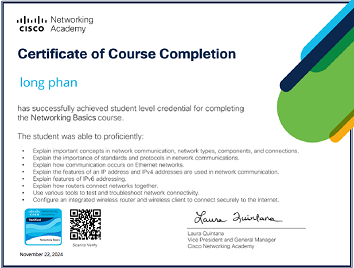 Networking
CISCO Academy
Certificate of Course Completion
long phan
has successfully achieved student level credential for completing
the Networking Basics course.
The student was able to proficiently:
• Explain important concepts in network communication, network types, components, and connections.
• Explain the importance of standards and protocols in network communications.
• Explain how communication occurs on Ethernet networks.
• Explain the features of an IP address and IPv4 addresses are used in network communication.
• Explain features of IPv6 addressing.
• Explain how routers connect networks together.
• Use various tools to test and troubleshoot network connectivity.
• Configure an integrated wireless router and wireless client to connect securely to the internet.
Networking Basics
Scan to Verify
Laura Quintana
Laura Quintana
Vice President and General Manager
Cisco Networking Academy
November 22, 2024